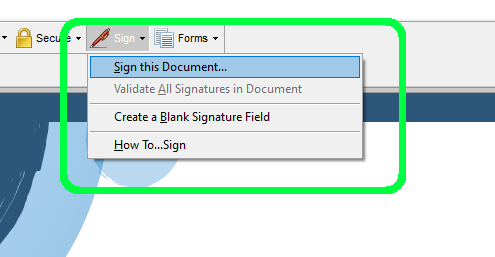 Secure Sign Forms
Sign this Document...
Validate All Signatures in Document
Create a Blank Signature Field
How To...Sign